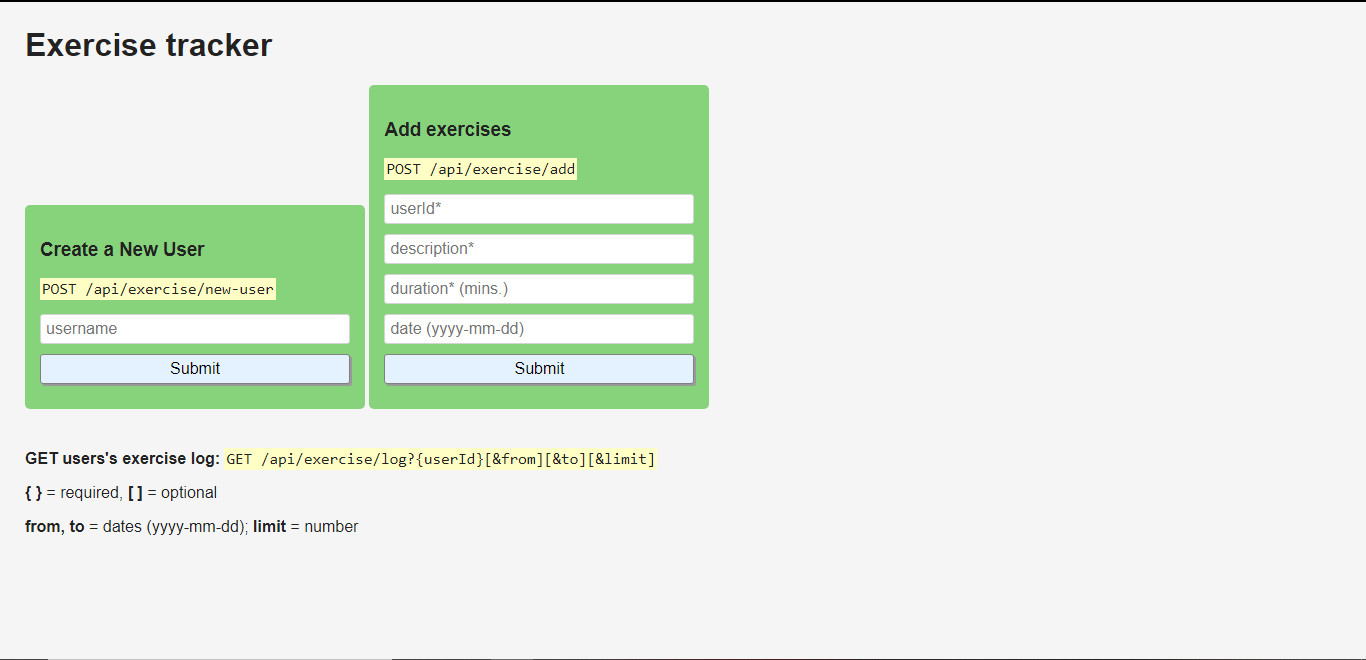 Exercise tracker
Create a New User
POST /api/exercise/new-user
username
Submit
Add exercises
POST /api/exercise/add
userId*
description*
duration* (mins.)
date (yyyy-mm-dd)
Submit
GET users's exercise log: GET /api/exercise/log?{userId}[&from][&to][&limit]
{ } = required, [ ] = optional
from, to = dates (yyyy-mm-dd); limit = number